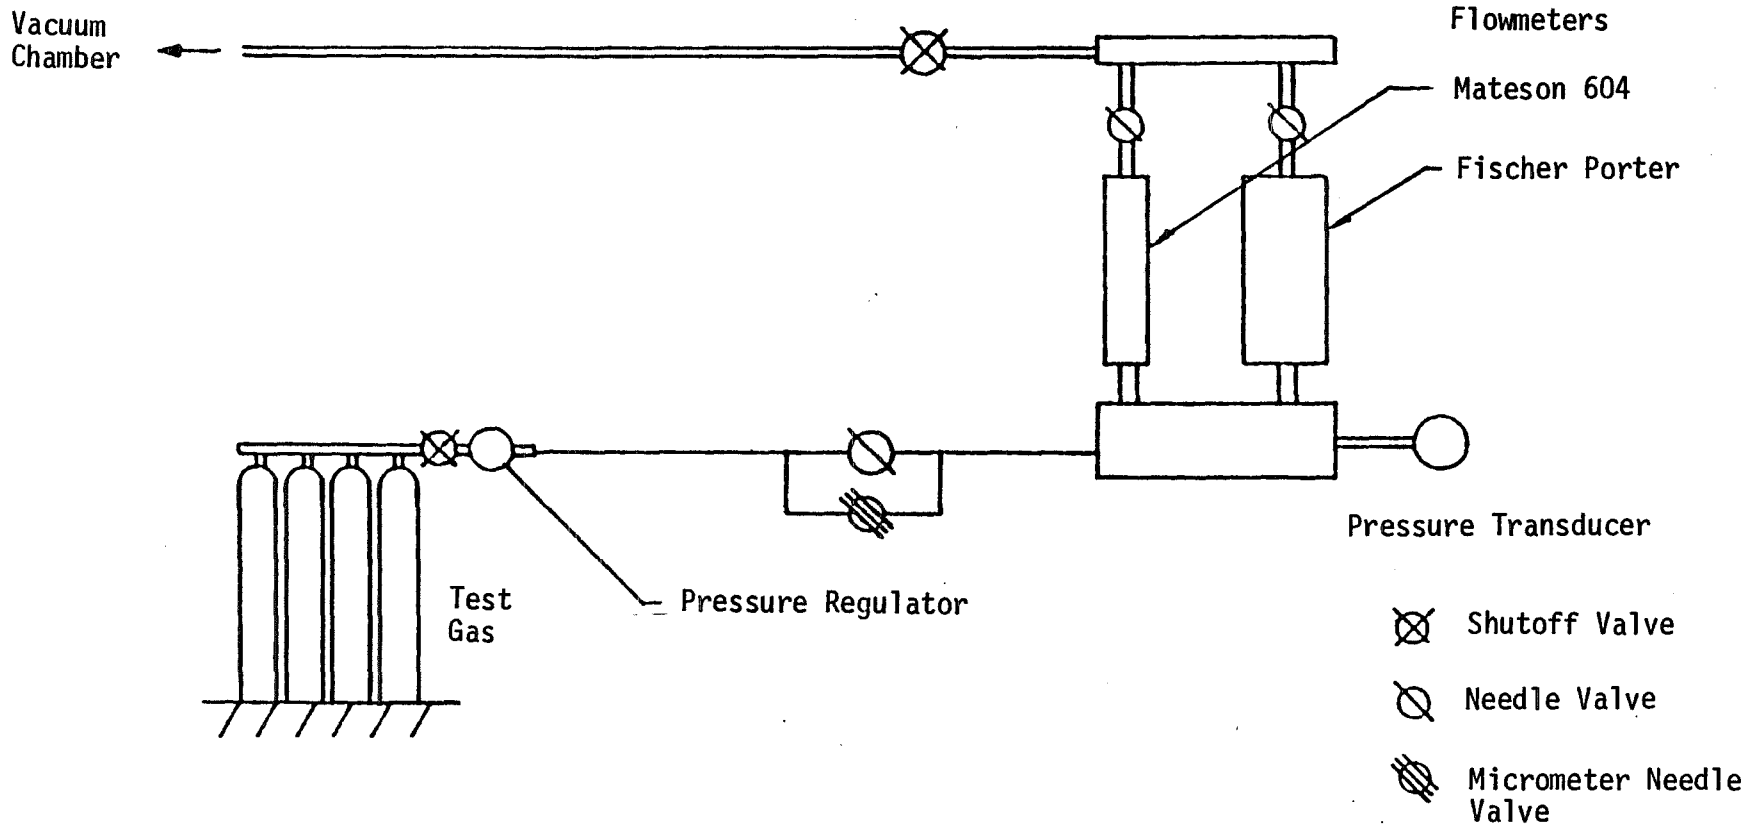 Vacuum
Chamber
Flowmeters
Mateson 604
Fischer Porter
Test
Gas
Pressure Regulator
Pressure Transducer
Shutoff Valve
Needle Valve
Micrometer Needle
Valve